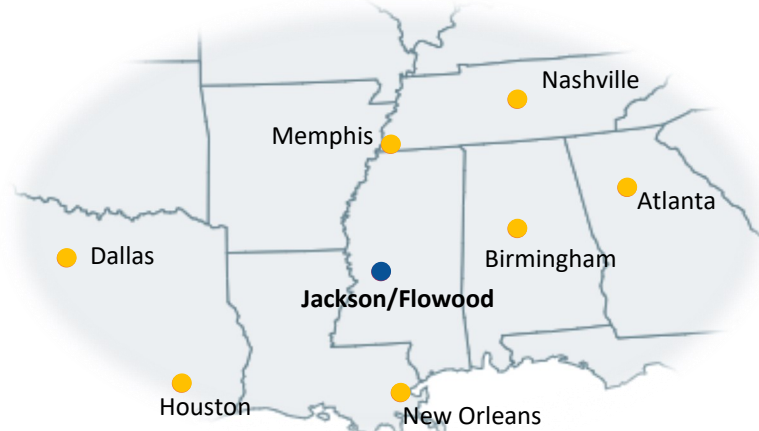 Nashville
Memphis
Atlanta
Dallas
Birmingham
Jackson/Flowood
Houston
New Orleans